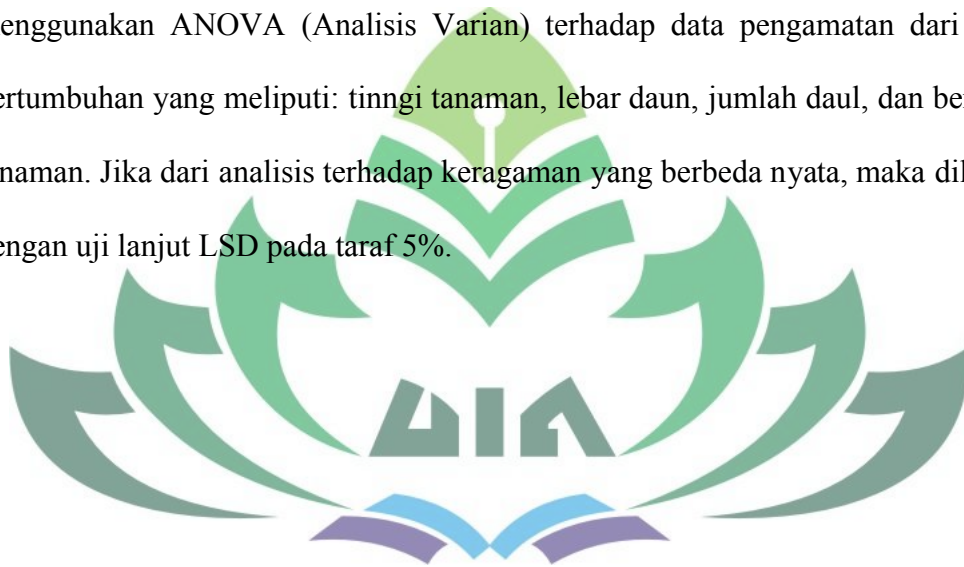 enggunakan ANOVA (Analisis Varian) terhadap data pengamatan dari
ertumbuhan yang meliputi: tinngi tanaman, lebar daun, jumlah daul, dan be
naman. Jika dari analisis terhadap keragaman yang berbeda nyata, maka dil
engan uji lanjut LSD pada taraf 5%.
UIN